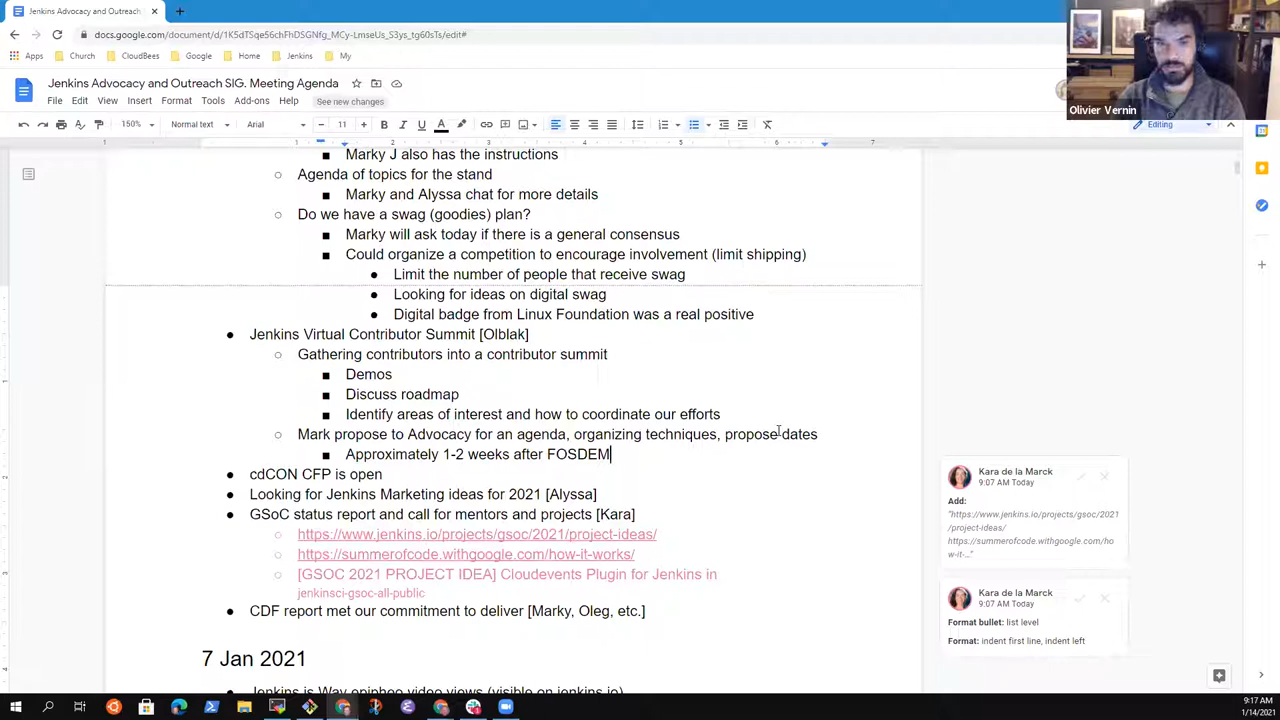 Jenkins Advocacy and Outreach
docs.google.com/document/d/1K5dTSqe56chFhDSGNfg_MCy-LmseUs_S3ys_tg60sTs/edit#
Church
CloudBees
Google
Home
Jenkins
My
Jenkins Advocacy and Outreach SIG. Meeting Agenda
File Edit View Insert Format Tools Add-ons Help See new changes
150% Normal text Arial 11 Editing
Olivier Vernin
Marky J also has the instructions
Agenda of topics for the stand
Marky and Alyssa chat for more details
Do we have a swag (goodies) plan?
Marky will ask today if there is a general consensus
Could organize a competition to encourage involvement (limit shipping)
Limit the number of people that receive swag
Looking for ideas on digital swag
Digital badge from Linux Foundation was a real positive
Jenkins Virtual Contributor Summit [Olblak]
Gathering contributors into a contributor summit
Demos
Discuss roadmap
Identify areas of interest and how to coordinate our efforts
Mark propose to Advocacy for an agenda, organizing techniques, propose dates
Approximately 1-2 weeks after FOSDEM
cdCON CFP is open
Looking for Jenkins Marketing ideas for 2021 [Alyssa]
GSoC status report and call for mentors and projects [Kara]
https://www.jenkins.io/projects/gsoc/2021/project-ideas/
https://summerofcode.withgoogle.com/how-it-works/
[GSOC 2021 PROJECT IDEA] Cloudevents Plugin for Jenkins in
jenkinsci-gsoc-all-public
CDF report met our commitment to deliver [Marky, Oleg, etc.]
7 Jan 2021
Jenkins is Way epipheo video views (visible on jenkins.io)
Kara de la Marck
9:07 AM Today
Add:
"https://www.jenkins.io/projects/gsoc/2021
/project-ideas/
https://summerofcode.withgoogle.com/ho
w-it-..."
Kara de la Marck
9:07 AM Today
Format bullet: list level
Format: indent first line, indent left
9:17 AM
1/14/2021